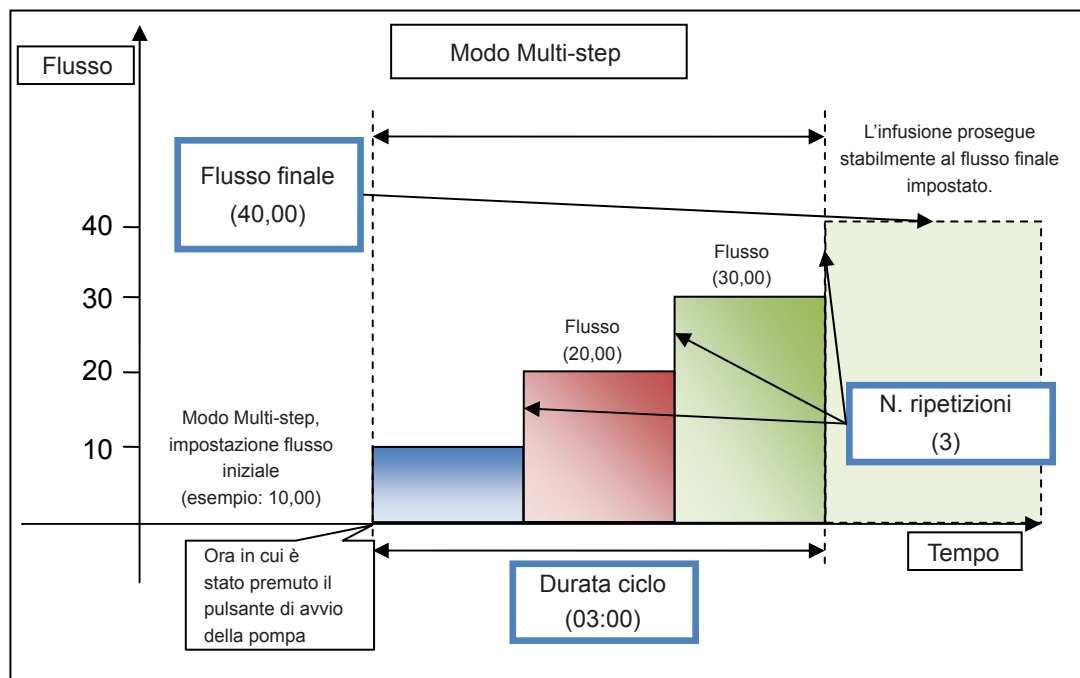 Modo Multi-step
Flusso
L'infusione prosegue
stabilmente al flusso finale
impostato.
Flusso finale
(40,00)
40
30
20
10
Flusso
(30,00)
Flusso
(20,00)
Modo Multi-step,
impostazione flusso
iniziale
(esempio: 10,00)
N. ripetizioni
(3)
Ora in cui è
stato premuto il
pulsante di avvio
della pompa
Durata ciclo
(03:00)
Tempo